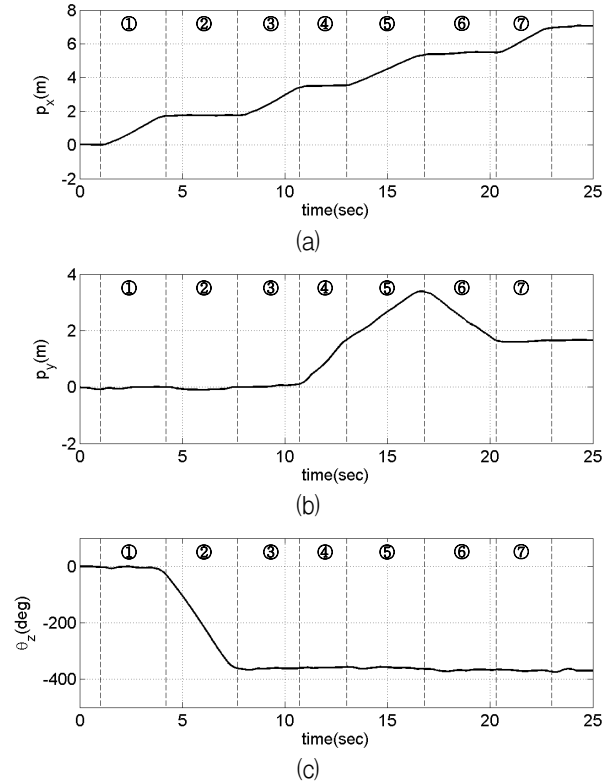 8
6
4
2
0
-2
pₓ(m)
① ② ③ ④ ⑤ ⑥ ⑦
0 5 10 15 20 25
time(sec)
(a)
4
2
0
-2
p_y(m)
① ② ③ ④ ⑤ ⑥ ⑦
0 5 10 15 20 25
time(sec)
(b)
0
-200
-400
θ_z(deg)
① ② ③ ④ ⑤ ⑥ ⑦
0 5 10 15 20 25
time(sec)
(c)